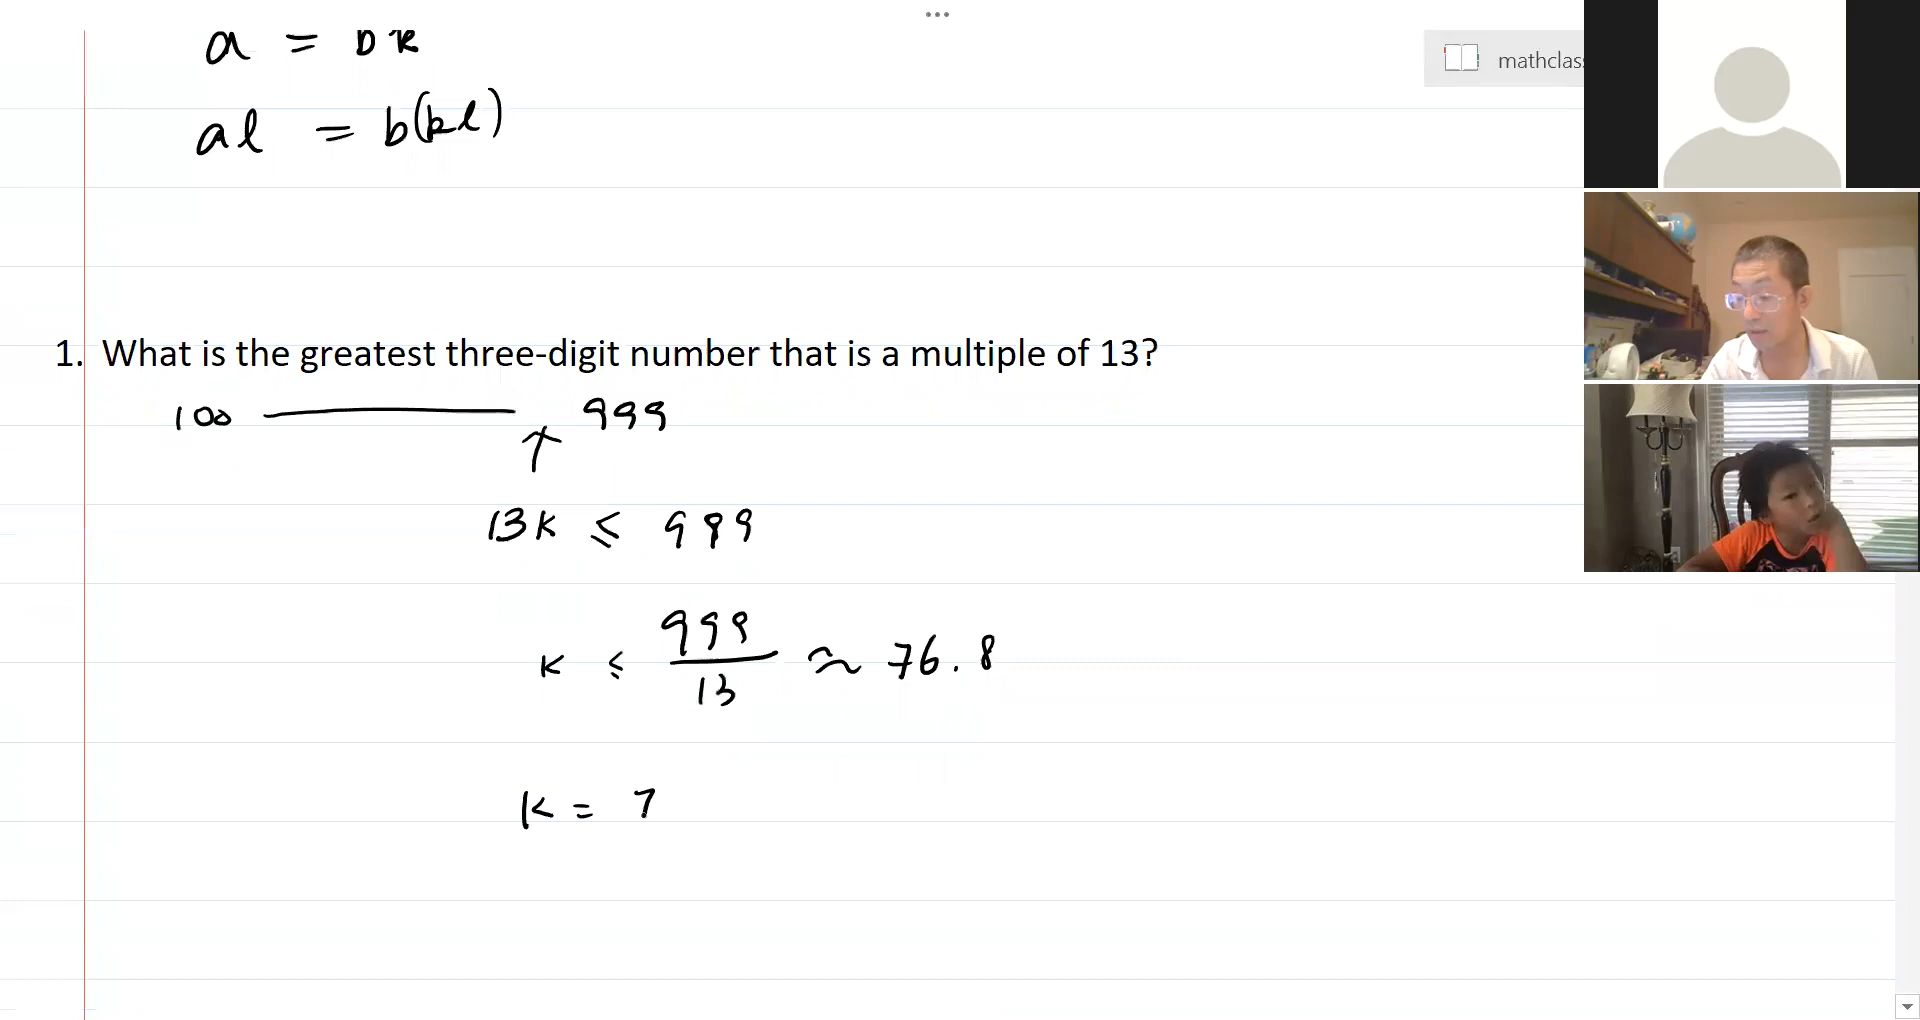 a = bk
al = b(kl)
mathclas
1. What is the greatest three-digit number that is a multiple of 13?
100 999
13k ≤ 999
k ≤ 999/13 ≈ 76.8
k = 7